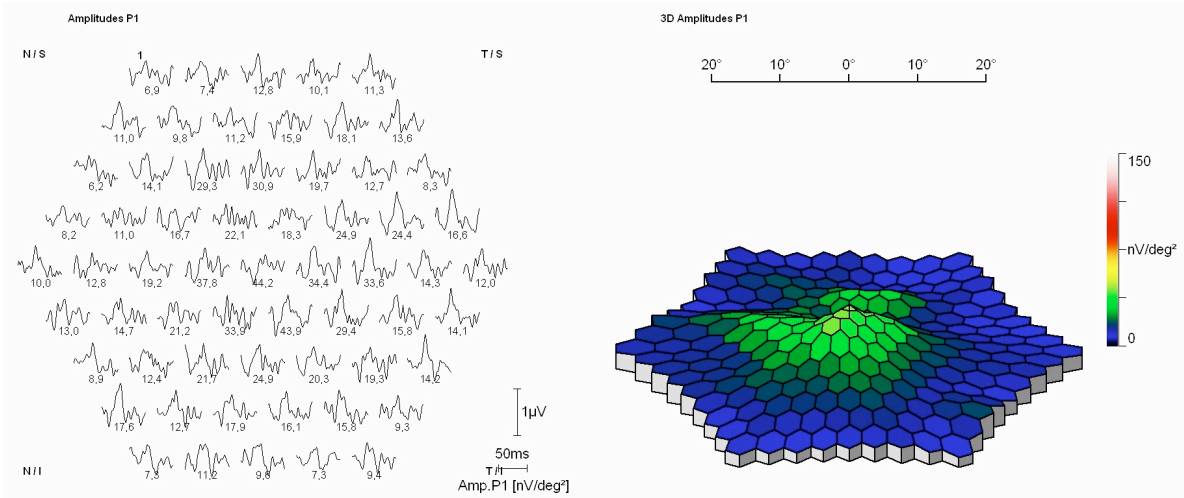 Amplitudes P1
3D Amplitudes P1
N / S
1
T / S
6,9 7,4 12,8 10,1 11,3
11,0 9,8 11,2 15,9 18,1 13,6
6,2 14,1 29,3 30,9 19,7 12,7 8,3
8,2 11,0 16,7 22,1 18,3 24,9 24,4 16,6
10,0 12,8 19,2 37,8 44,2 34,4 33,6 14,3 12,0
13,0 14,7 21,2 33,9 43,9 29,4 15,8 14,1
8,9 12,4 21,7 24,9 20,3 19,3 14,2
17,6 12,7 17,9 16,1 15,8 9,3
7,5 11,2 9,6 7,3 9,4
1µV
50ms
N / I
T / I
Amp.P1 [nV/deg²]
20° 10° 0° 10° 20°
150
nV/deg²
0